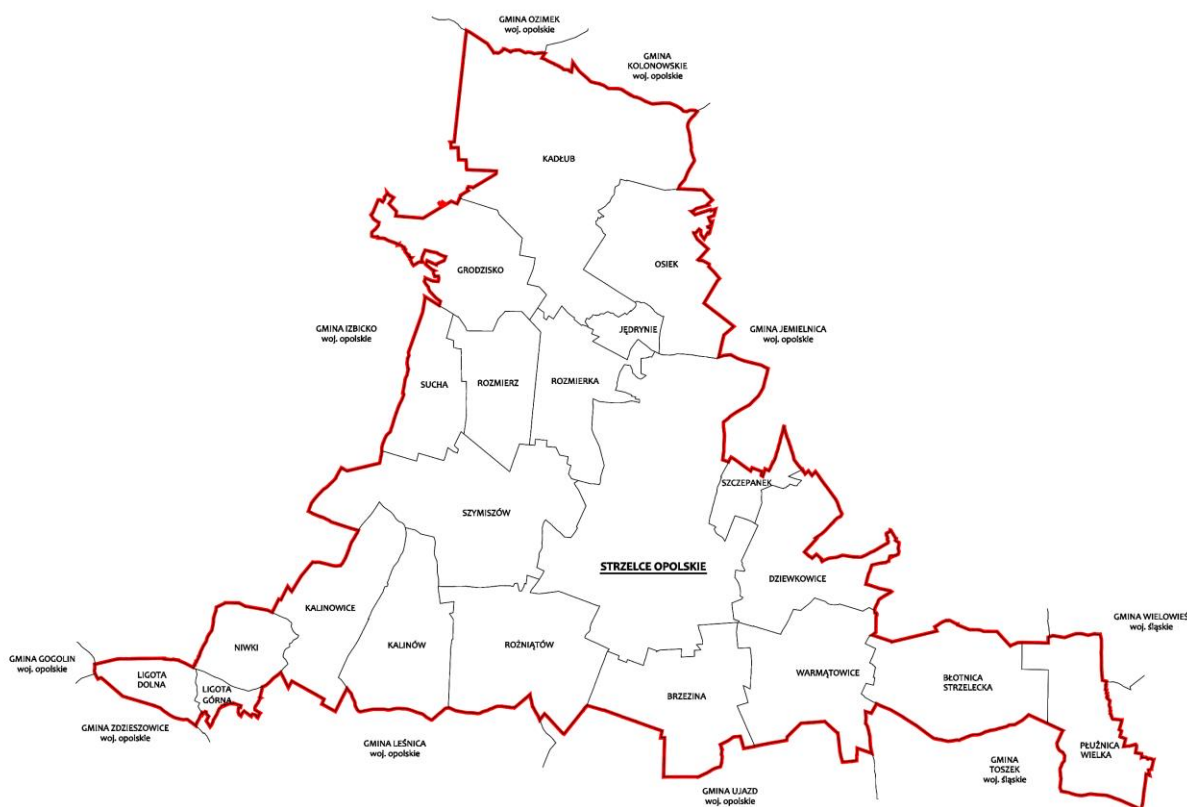 GMINA OZIMEK
woj. opolskie
GMINA
KOLONOWSKIE
woj. opolskie
KADŁUB
OSIEK
GRODZISKO
GMINA IZBICKO
woj. opolskie
JĘDRYNIE
GMINA JEMIELNICA
woj. opolskie
SUCHA
ROZMIERZ
ROZMIERKA
SZCZEPANEK
SZYMISZÓW
STRZELCE OPOLSKIE
DZIEWKOWICE
KALINOWICE
GMINA WIELOWIEŚ
woj. śląskie
NIWKI
KALINÓW
ROŻNIĄTÓW
GMINA GOGOLIN
woj. opolskie
LIGOTA
DOLNA
LIGOTA
GÓRNA
WARMĄTOWICE
BŁOTNICA
STRZELECKA
BRZEZINA
GMINA ZDZIESZOWICE
woj. opolskie
GMINA LEŚNICA
woj. opolskie
PŁUŻNICA
WIELKA
GMINA
TOSZEK
woj. śląskie
GMINA UJAZD
woj. opolskie